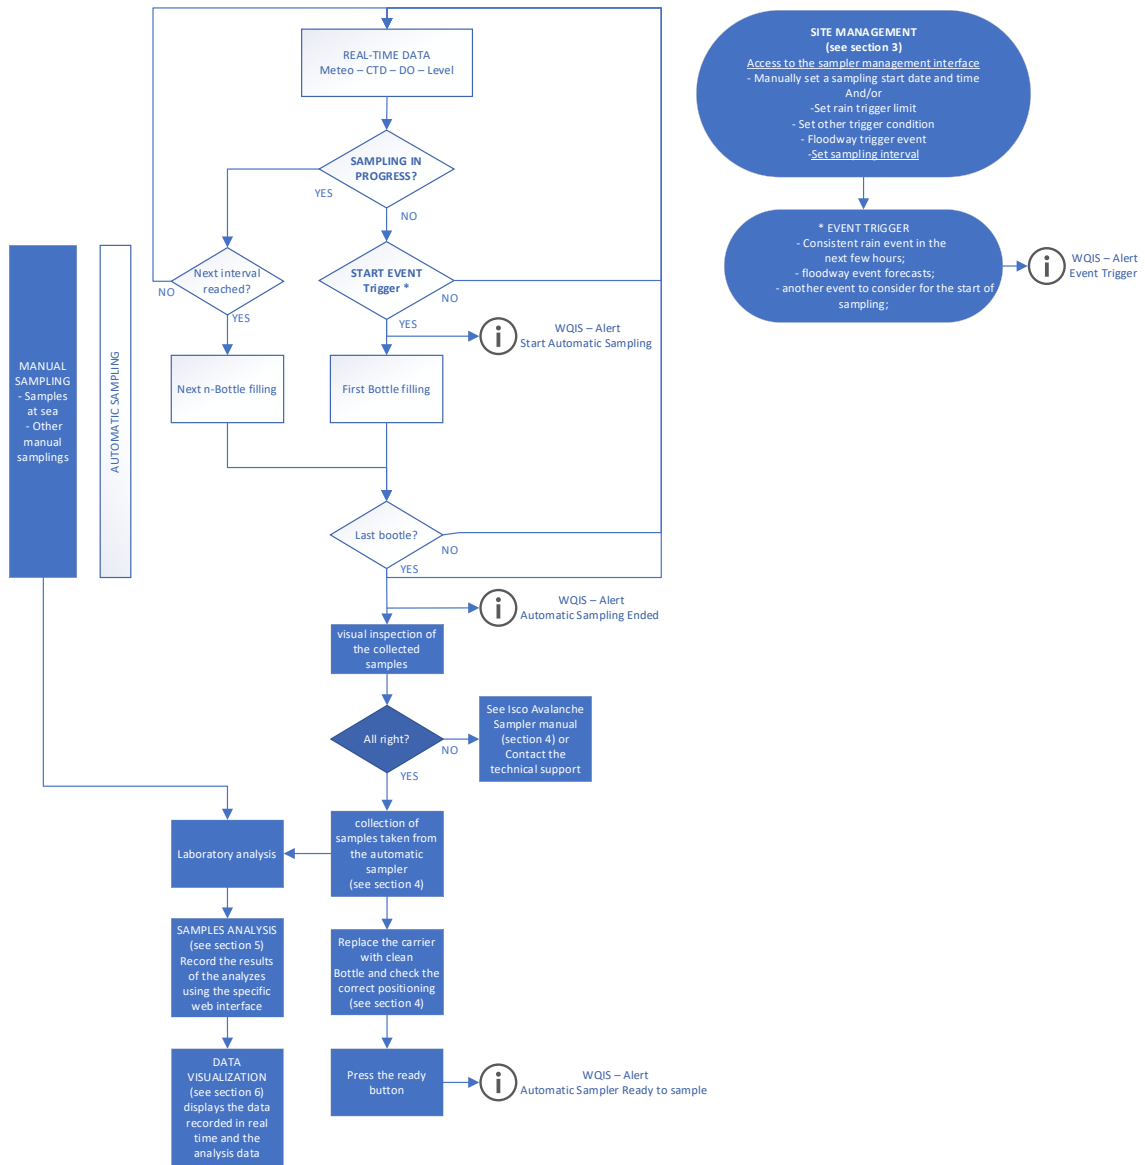 REAL-TIME DATA
Meteo – CTD – DO – Level
SITE MANAGEMENT
(see section 3)
Access to the sampler management interface
- Manually set a sampling start date and time
And/or
-Set rain trigger limit
- Set other trigger condition
- Floodway trigger event
-Set sampling interval
SAMPLING IN
PROGRESS?
YES
NO
* EVENT TRIGGER
- Consistent rain event in the
next few hours;
- floodway event forecasts;
- another event to consider for the start of
sampling;
WQIS – Alert
Event Trigger
Next interval
reached?
NO
YES
START EVENT
Trigger *
NO
YES
WQIS – Alert
Start Automatic Sampling
MANUAL
SAMPLING
- Samples
at sea
- Other
manual
samplings
AUTOMATIC SAMPLING
Next n-Bottle filling
First Bottle filling
Last bootle?
NO
YES
WQIS – Alert
Automatic Sampling Ended
visual inspection of
the collected
samples
All right?
NO
YES
See Isco Avalanche
Sampler manual
(section 4) or
Contact the
technical support
Laboratory analysis
collection of
samples taken from
the automatic
sampler
(see section 4)
SAMPLES ANALYSIS
(see section 5)
Record the results
of the analyzes
using the specific
web interface
Replace the carrier
with clean
Bottle and check the
correct positioning
(see section 4)
DATA
VISUALIZATION
(see section 6)
displays the data
recorded in real
time and the
analysis data
Press the ready
button
WQIS – Alert
Automatic Sampler Ready to sample